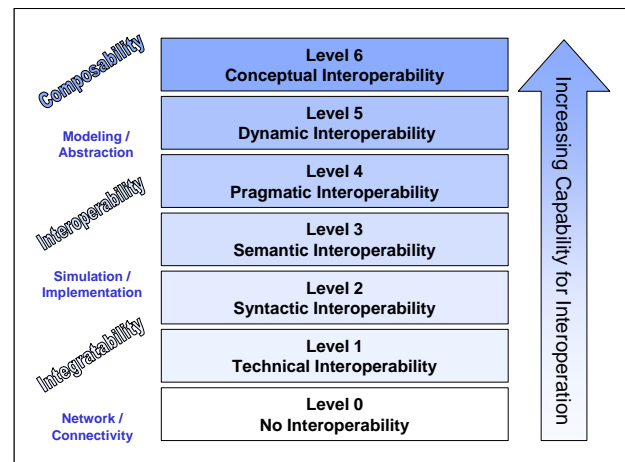 Composability
Level 6
Conceptual Interoperability
Level 5
Dynamic Interoperability
Modeling /
Abstraction
Level 4
Pragmatic Interoperability
Interoperability
Level 3
Semantic Interoperability
Simulation /
Implementation
Level 2
Syntactic Interoperability
Integratability
Level 1
Technical Interoperability
Network /
Connectivity
Level 0
No Interoperability
Increasing Capability for Interoperation